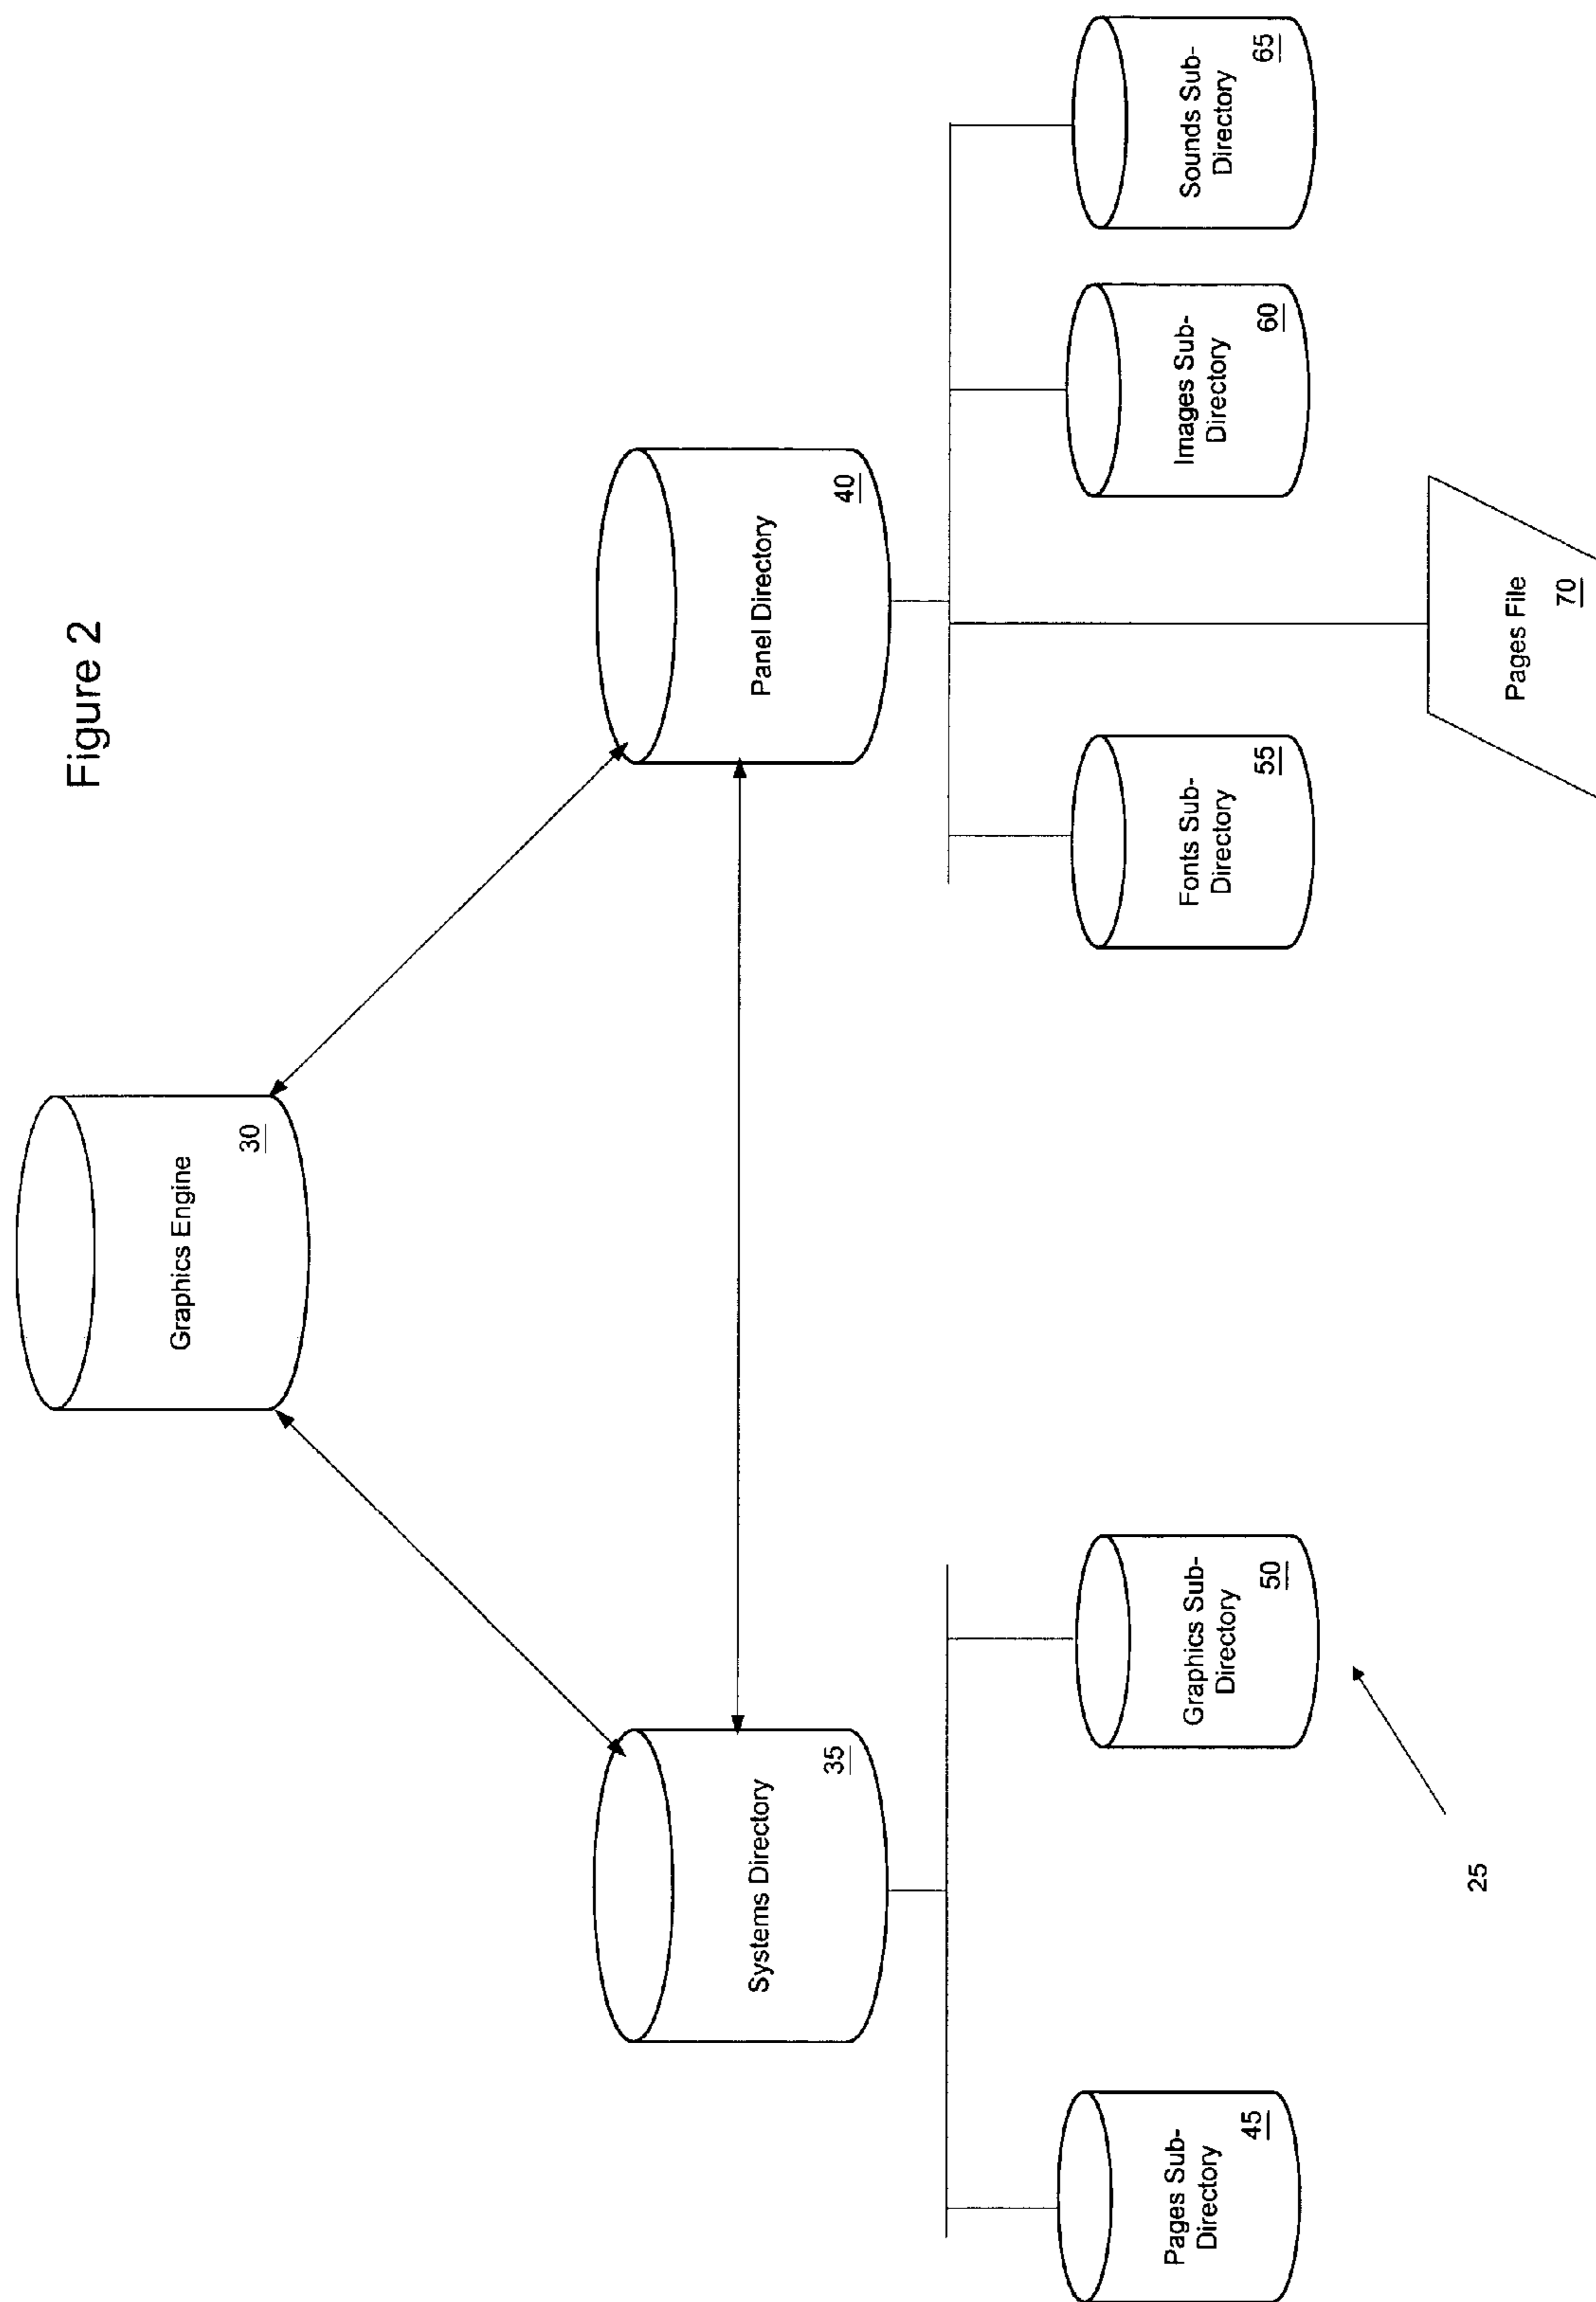 Figure 2
Graphics Engine
30
Systems Directory
35
Panel Directory
40
Pages Sub-
Directory
45
Graphics Sub-
Directory
50
Fonts Sub-
Directory
55
Images Sub-
Directory
60
Sounds Sub-
Directory
65
Pages File
70
25